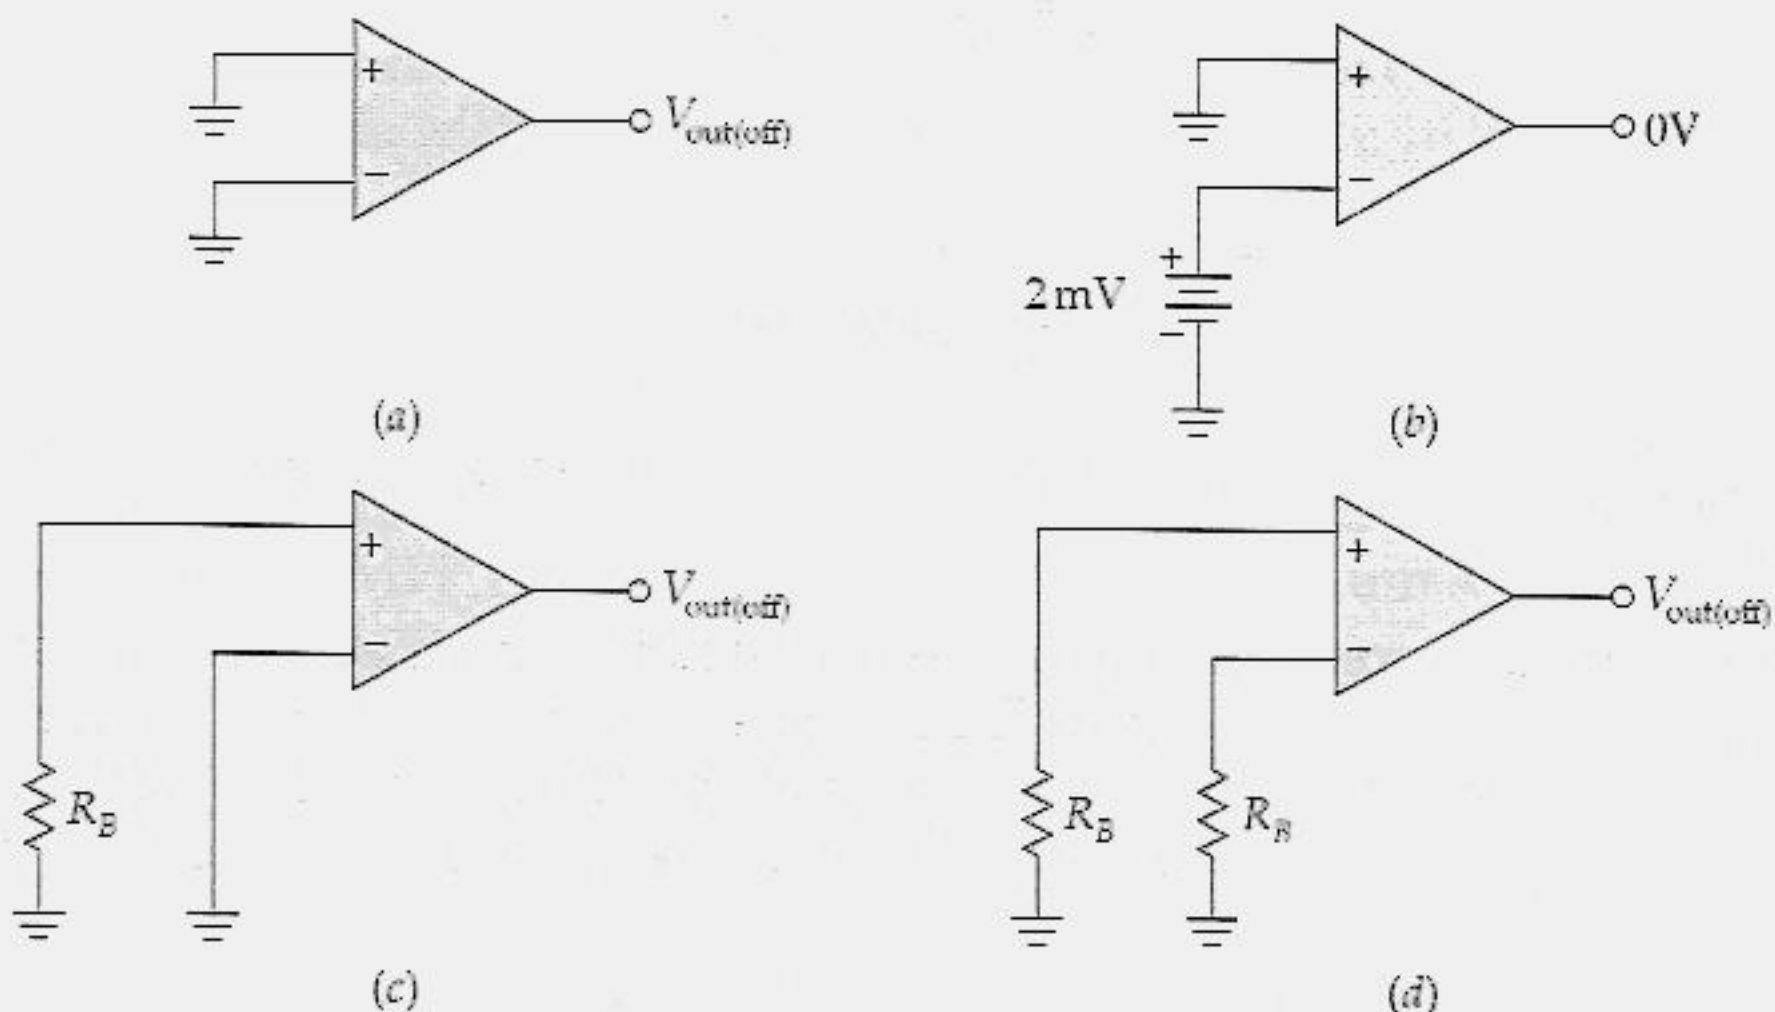 +
−
V_out(off)
(a)
+
−
0V
+
2 mV
−
(b)
+
−
V_out(off)
R_B
(c)
+
−
V_out(off)
R_B
R_B
(d)